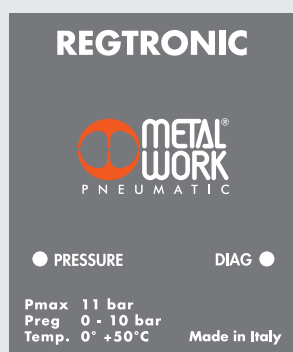 REGTRONIC
METAL®
WORK
PNEUMATIC
PRESSURE DIAG
Pmax 11 bar
Preg 0 - 10 bar
Temp. 0° +50°C Made in Italy